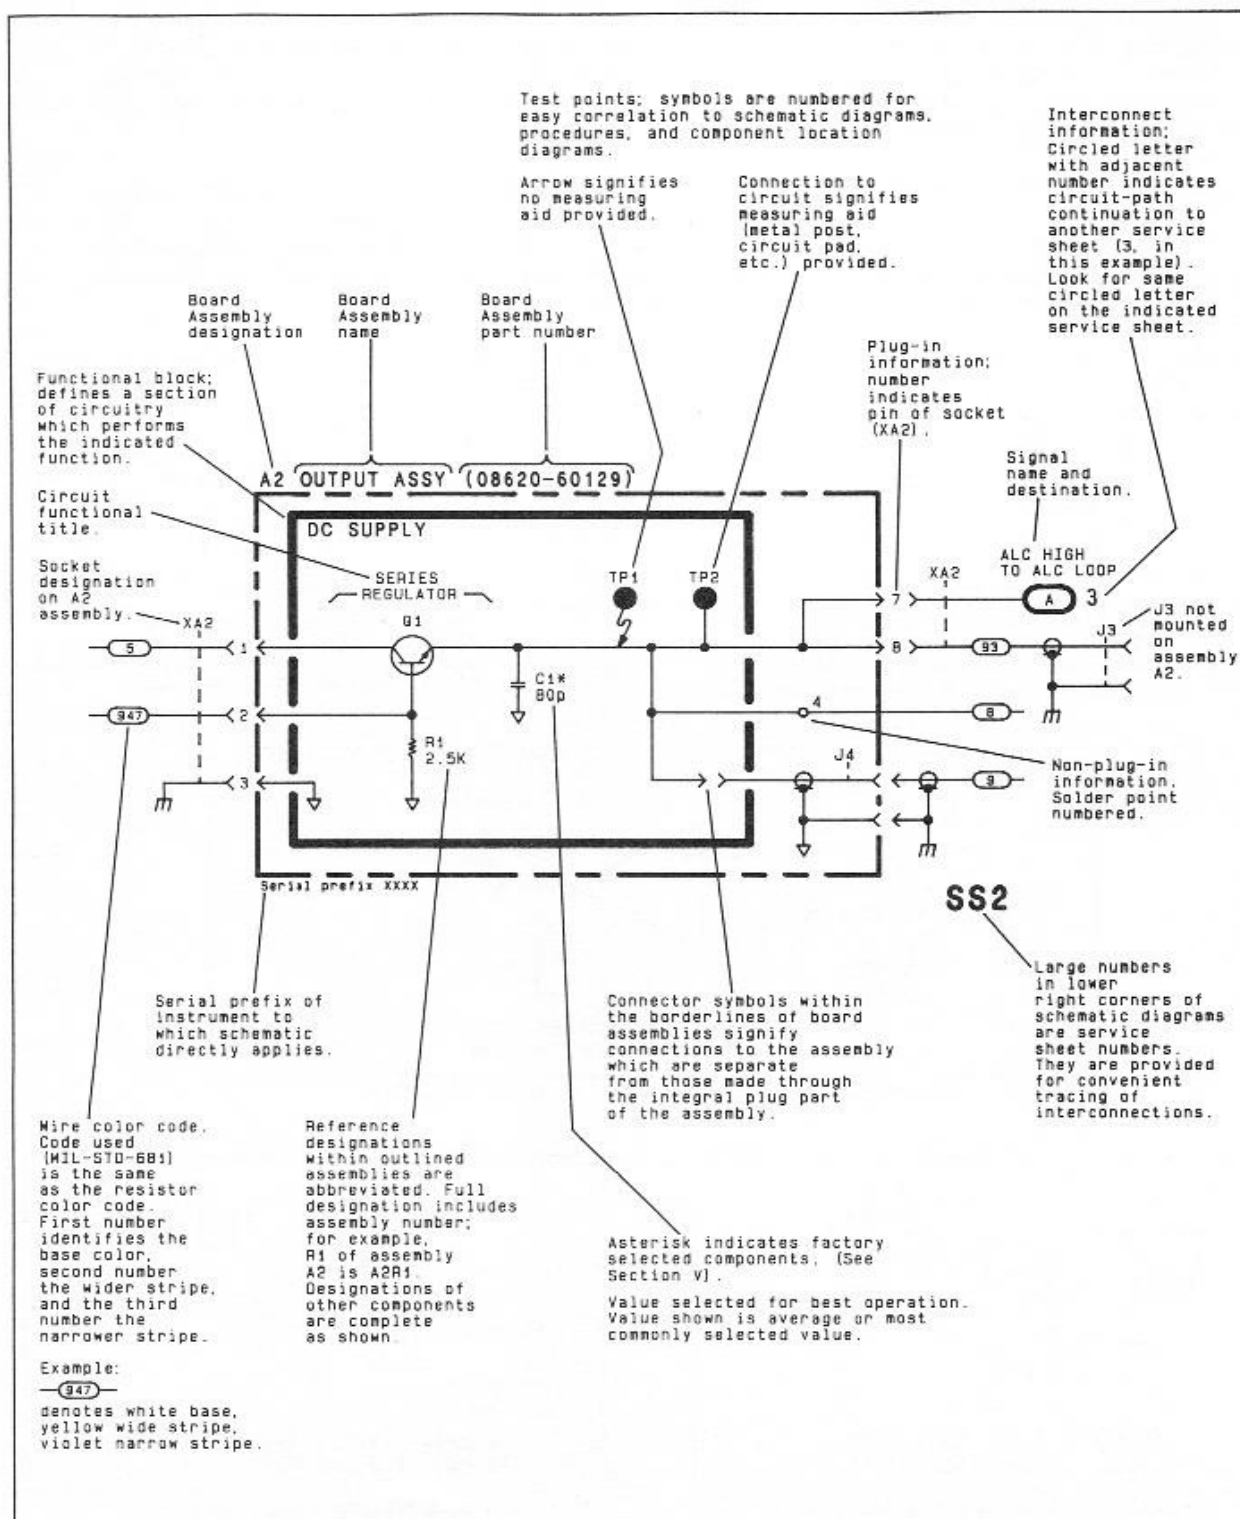 Test points; symbols are numbered for
easy correlation to schematic diagrams,
procedures, and component location
diagrams.
Arrow signifies
no measuring
aid provided.
Connection to
circuit signifies
measuring aid
(metal post,
circuit pad,
etc.) provided.
Interconnect
information;
Circled letter
with adjacent
number indicates
circuit-path
continuation to
another service
sheet (3, in
this example).
Look for same
circled letter
on the indicated
service sheet.
Board
Assembly
designation
Board
Assembly
name
Board
Assembly
part number
Plug-in
information;
number
indicates
pin of socket
(XA2).
Functional block;
defines a section
of circuitry
which performs
the indicated
function.
Signal
name and
destination.
A2 OUTPUT ASSY (08620-60129)
Circuit
functional
title.
DC SUPPLY
Socket
designation
on A2
assembly.
SERIES
REGULATOR
TP1
TP2
XA2
ALC HIGH
TO ALC LOOP
7
A 3
XA2
Q1
J3
J3 not
mounted
on
assembly
A2.
5
1
8
93
C1*
80p
947
2
4
8
R1
2.5K
J4
3
9
Non-plug-in
information.
Solder point
numbered.
Serial prefix XXXX
SS2
Serial prefix of
instrument to
which schematic
directly applies.
Connector symbols within
the borderlines of board
assemblies signify
connections to the assembly
which are separate
from those made through
the integral plug part
of the assembly.
Large numbers
in lower
right corners of
schematic diagrams
are service
sheet numbers.
They are provided
for convenient
tracing of
interconnections.
Wire color code.
Code used
(MIL-STD-681)
is the same
as the resistor
color code.
First number
identifies the
base color,
second number
the wider stripe,
and the third
number the
narrower stripe.
Example:
947
denotes white base,
yellow wide stripe,
violet narrow stripe.
Reference
designations
within outlined
assemblies are
abbreviated. Full
designation includes
assembly number;
for example,
R1 of assembly
A2 is A2R1.
Designations of
other components
are complete
as shown.
Asterisk indicates factory
selected components, (See
Section V).
Value selected for best operation.
Value shown is average or most
commonly selected value.